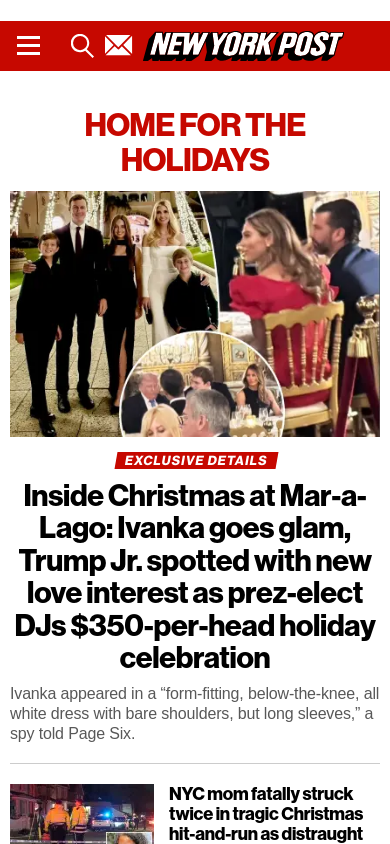 NEW YORK POST
HOME FOR THE
HOLIDAYS
EXCLUSIVE DETAILS
Inside Christmas at Mar-a-
Lago: Ivanka goes glam,
Trump Jr. spotted with new
love interest as prez-elect
DJs $350-per-head holiday
celebration
Ivanka appeared in a “form-fitting, below-the-knee, all
white dress with bare shoulders, but long sleeves,” a
spy told Page Six.
NYC mom fatally struck
twice in tragic Christmas
hit-and-run as distraught